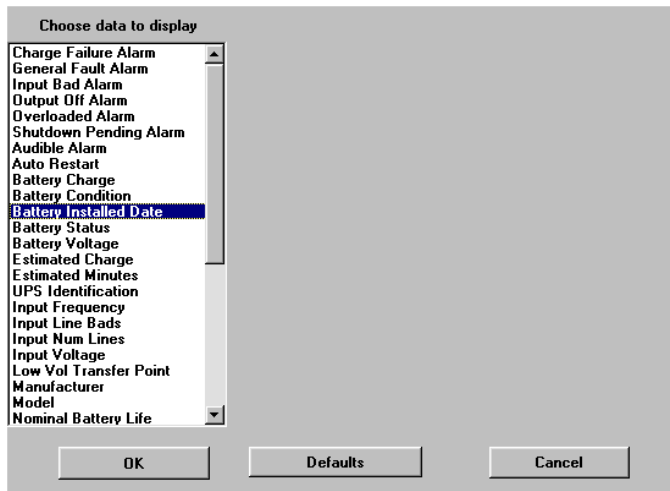 Choose data to display
Charge Failure Alarm
General Fault Alarm
Input Bad Alarm
Output Off Alarm
Overloaded Alarm
Shutdown Pending Alarm
Audible Alarm
Auto Restart
Battery Charge
Battery Condition
Battery Installed Date
Battery Status
Battery Voltage
Estimated Charge
Estimated Minutes
UPS Identification
Input Frequency
Input Line Bads
Input Num Lines
Input Voltage
Low Vol Transfer Point
Manufacturer
Model
Nominal Battery Life
OK Defaults Cancel